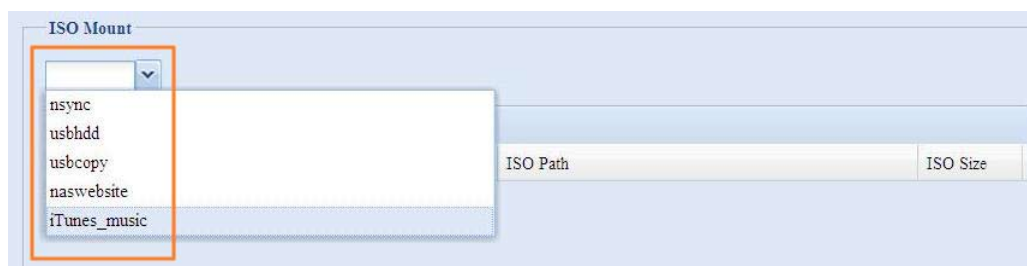 ISO Mount
nsync
usbhdd
usbcopy
naswebsite
iTunes_music
ISO Path
ISO Size